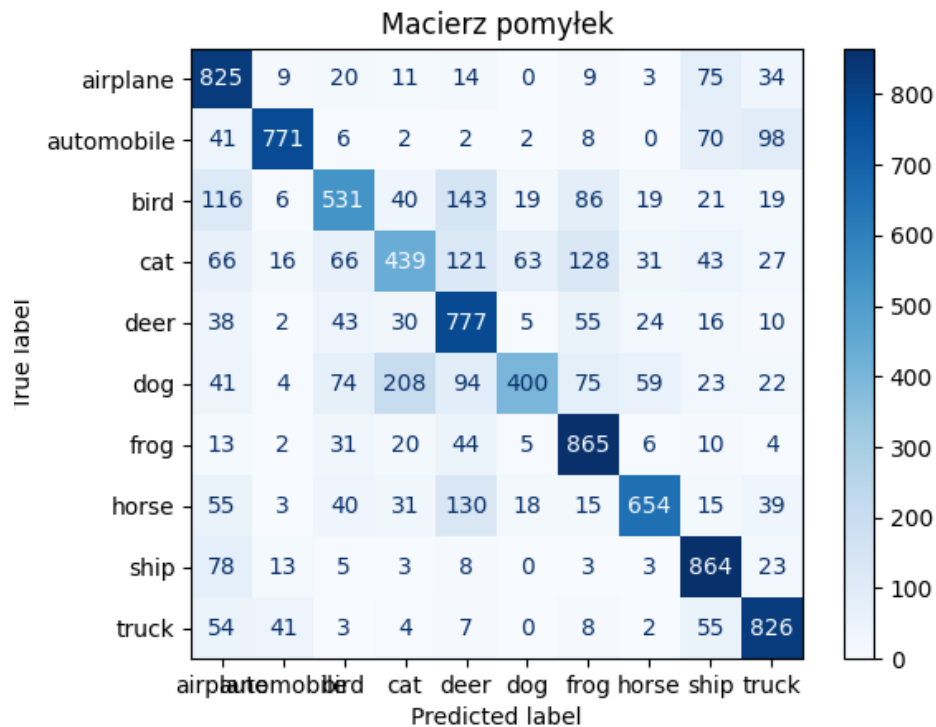 Macierz pomyłek
airplane 825 9 20 11 14 0 9 3 75 34
automobile 41 771 6 2 2 2 8 0 70 98
bird 116 6 531 40 143 19 86 19 21 19
cat 66 16 66 439 121 63 128 31 43 27
deer 38 2 43 30 777 5 55 24 16 10
dog 41 4 74 208 94 400 75 59 23 22
frog 13 2 31 20 44 5 865 6 10 4
horse 55 3 40 31 130 18 15 654 15 39
ship 78 13 5 3 8 0 3 3 864 23
truck 54 41 3 4 7 0 8 2 55 826
airplane automobile bird cat deer dog frog horse ship truck
Predicted label
True label
800
700
600
500
400
300
200
100
0